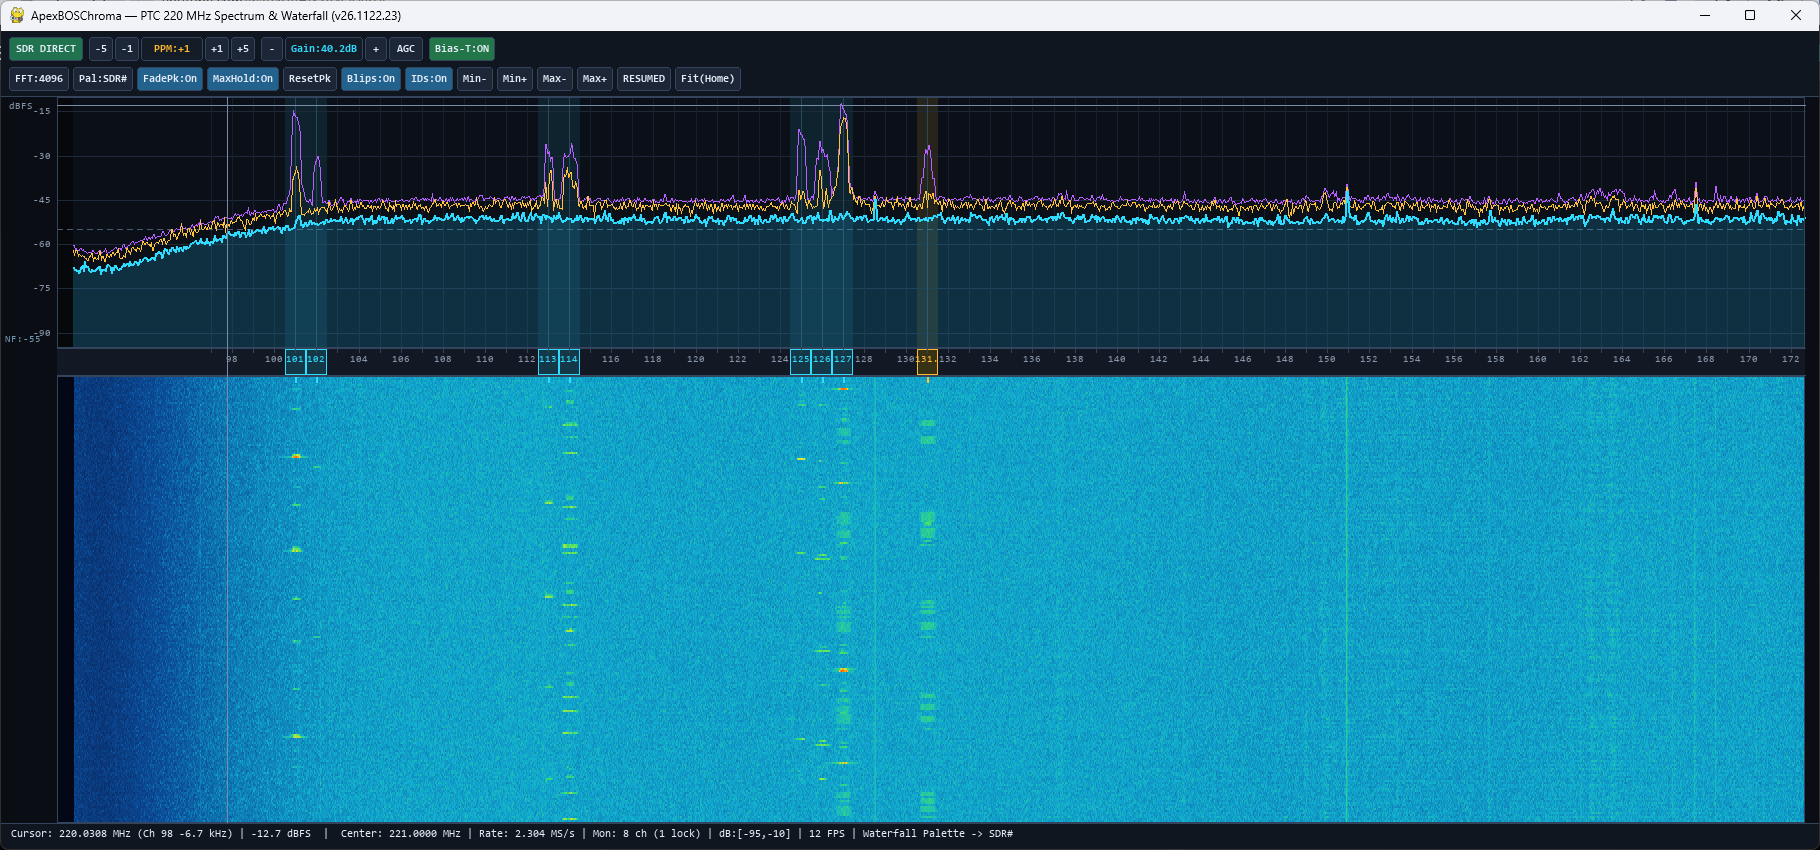 ApexBOSChroma — PTC 220 MHz Spectrum & Waterfall (v26.1122.23)
SDR DIRECT -5 -1 PPM:+1 +1 +5 - Gain:40.2dB + AGC Bias-T:ON
FFT:4096 Pal:SDR# FadePk:On MaxHold:On ResetPk Blips:On IDs:On Min- Min+ Max- Max+ RESUMED Fit(Home)
dBFS
-15
-30
-45
-60
-75
-90
NF:-55
98 100 101 102 104 106 108 110 112 113 114 116 118 120 122 124 125 126 127 128 130 131. 132 134 136 138 140 142 144 146 148 150 152 154 156 158 160 162 164 166 168 170 172
Cursor: 220.0308 MHz (Ch 98 -6.7 kHz) | -12.7 dBFS | Center: 221.0000 MHz | Rate: 2.304 MS/s | Mon: 8 ch (1 lock) | dB:[-95,-10] | 12 FPS | Waterfall Palette -> SDR#